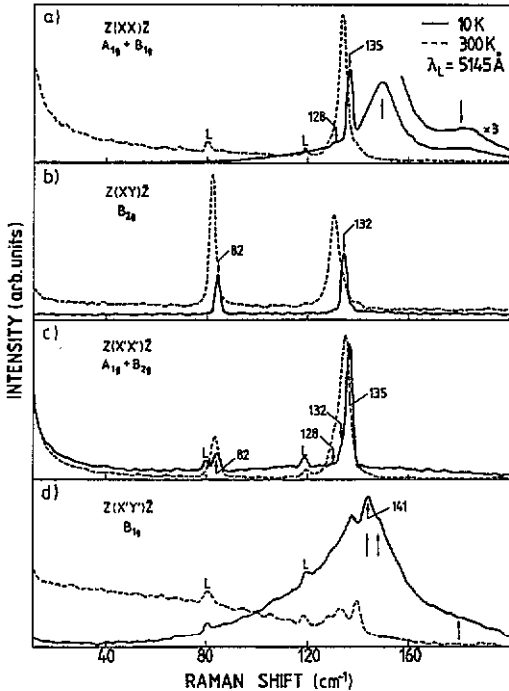 a)
Z(XX)Z̄
A1g + B1g
10K
300K
λL = 5145Å
135
128
L
L
×3
b)
Z(XY)Z̄
B2g
82
132
c)
Z(X'X')Z̄
A1g + B2g
135
132
128
L
82
L
d)
Z(X'Y')Z̄
B1g
141
L
L
INTENSITY (arb.units)
40
80
120
160
RAMAN SHIFT (cm-1)